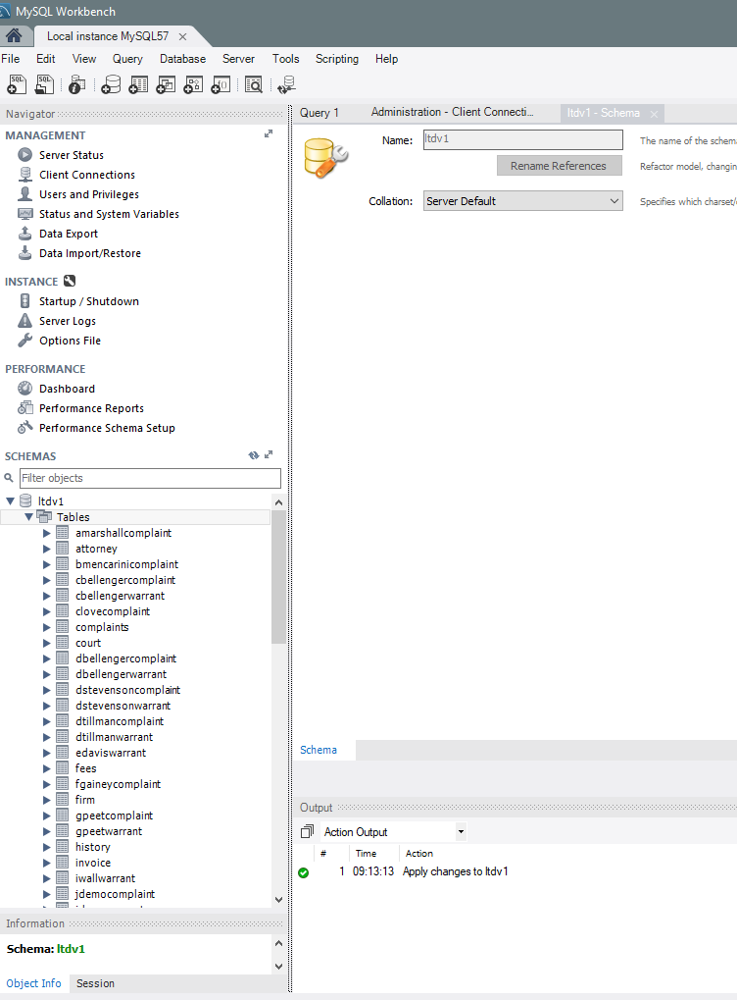 MySQL Workbench
Local instance MySQL57
File Edit View Query Database Server Tools Scripting Help
Navigator
MANAGEMENT
Server Status
Client Connections
Users and Privileges
Status and System Variables
Data Export
Data Import/Restore
INSTANCE
Startup / Shutdown
Server Logs
Options File
PERFORMANCE
Dashboard
Performance Reports
Performance Schema Setup
SCHEMAS
Filter objects
ltdv1
Tables
amarshallcomplaint
attorney
bmencarinicomplaint
cbellengercomplaint
cbellengerwarrant
clovecomplaint
complaints
court
dbellengercomplaint
dbellengerwarrant
dstevensoncomplaint
dstevensonwarrant
dtillmancomplaint
dtillmanwarrant
edaviswarrant
fees
fgaineycomplaint
firm
gpeetcomplaint
gpeetwarrant
history
invoice
iwallwarrant
jdemocomplaint
Information
Schema: ltdv1
Object Info Session
Query 1 Administration - Client Connecti... ltdv1 - Schema
Name: ltdv1 The name of the schema
Rename References Refactor model, changin
Collation: Server Default Specifies which charset/
Schema
Output
Action Output
# Time Action
1 09:13:13 Apply changes to ltdv1